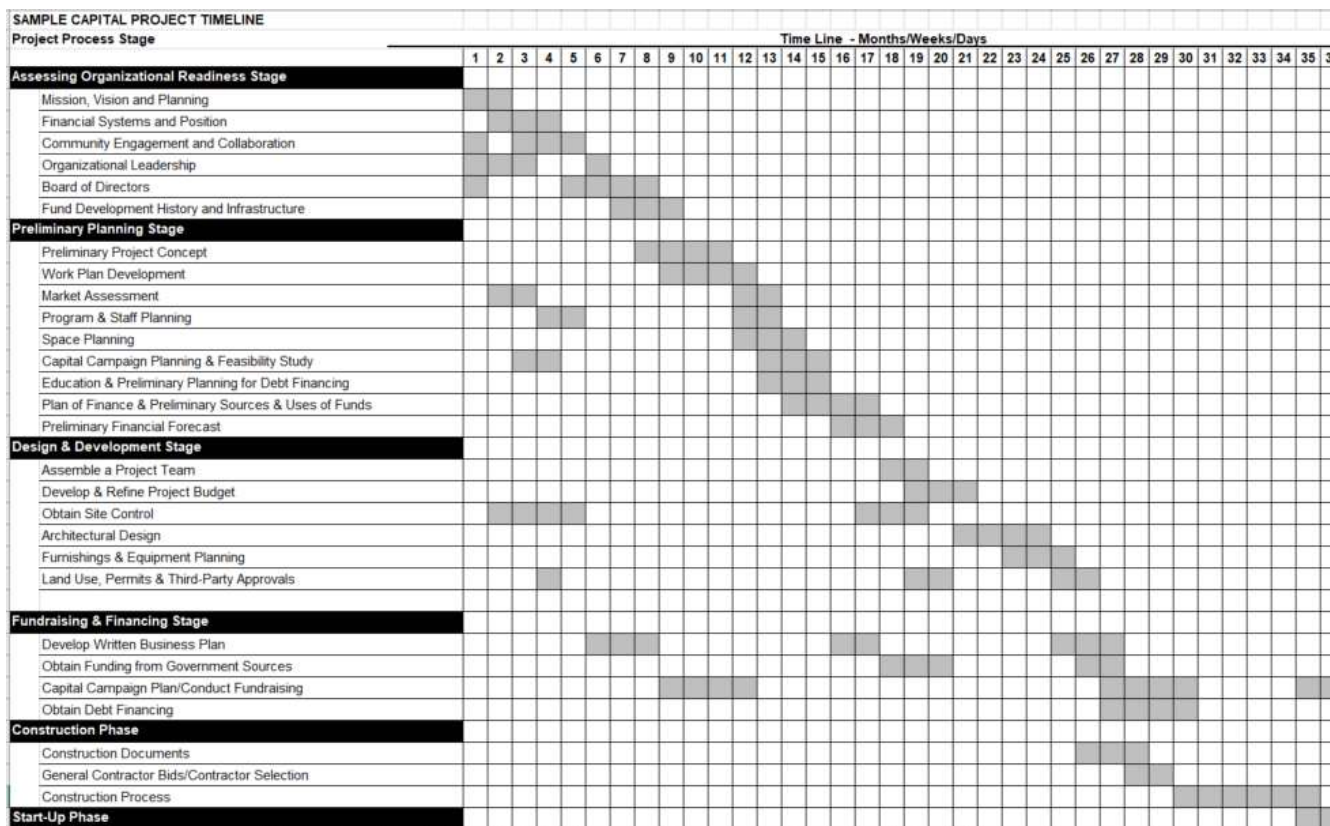 SAMPLE CAPITAL PROJECT TIMELINE
Project Process Stage Time Line - Months/Weeks/Days
1 2 3 4 5 6 7 8 9 10 11 12 13 14 15 16 17 18 19 20 21 22 23 24 25 26 27 28 29 30 31 32 33 34 35
Assessing Organizational Readiness Stage
Mission, Vision and Planning
Financial Systems and Position
Community Engagement and Collaboration
Organizational Leadership
Board of Directors
Fund Development History and Infrastructure
Preliminary Planning Stage
Preliminary Project Concept
Work Plan Development
Market Assessment
Program & Staff Planning
Space Planning
Capital Campaign Planning & Feasibility Study
Education & Preliminary Planning for Debt Financing
Plan of Finance & Preliminary Sources & Uses of Funds
Preliminary Financial Forecast
Design & Development Stage
Assemble a Project Team
Develop & Refine Project Budget
Obtain Site Control
Architectural Design
Furnishings & Equipment Planning
Land Use, Permits & Third-Party Approvals
Fundraising & Financing Stage
Develop Written Business Plan
Obtain Funding from Government Sources
Capital Campaign Plan/Conduct Fundraising
Obtain Debt Financing
Construction Phase
Construction Documents
General Contractor Bids/Contractor Selection
Construction Process
Start-Up Phase